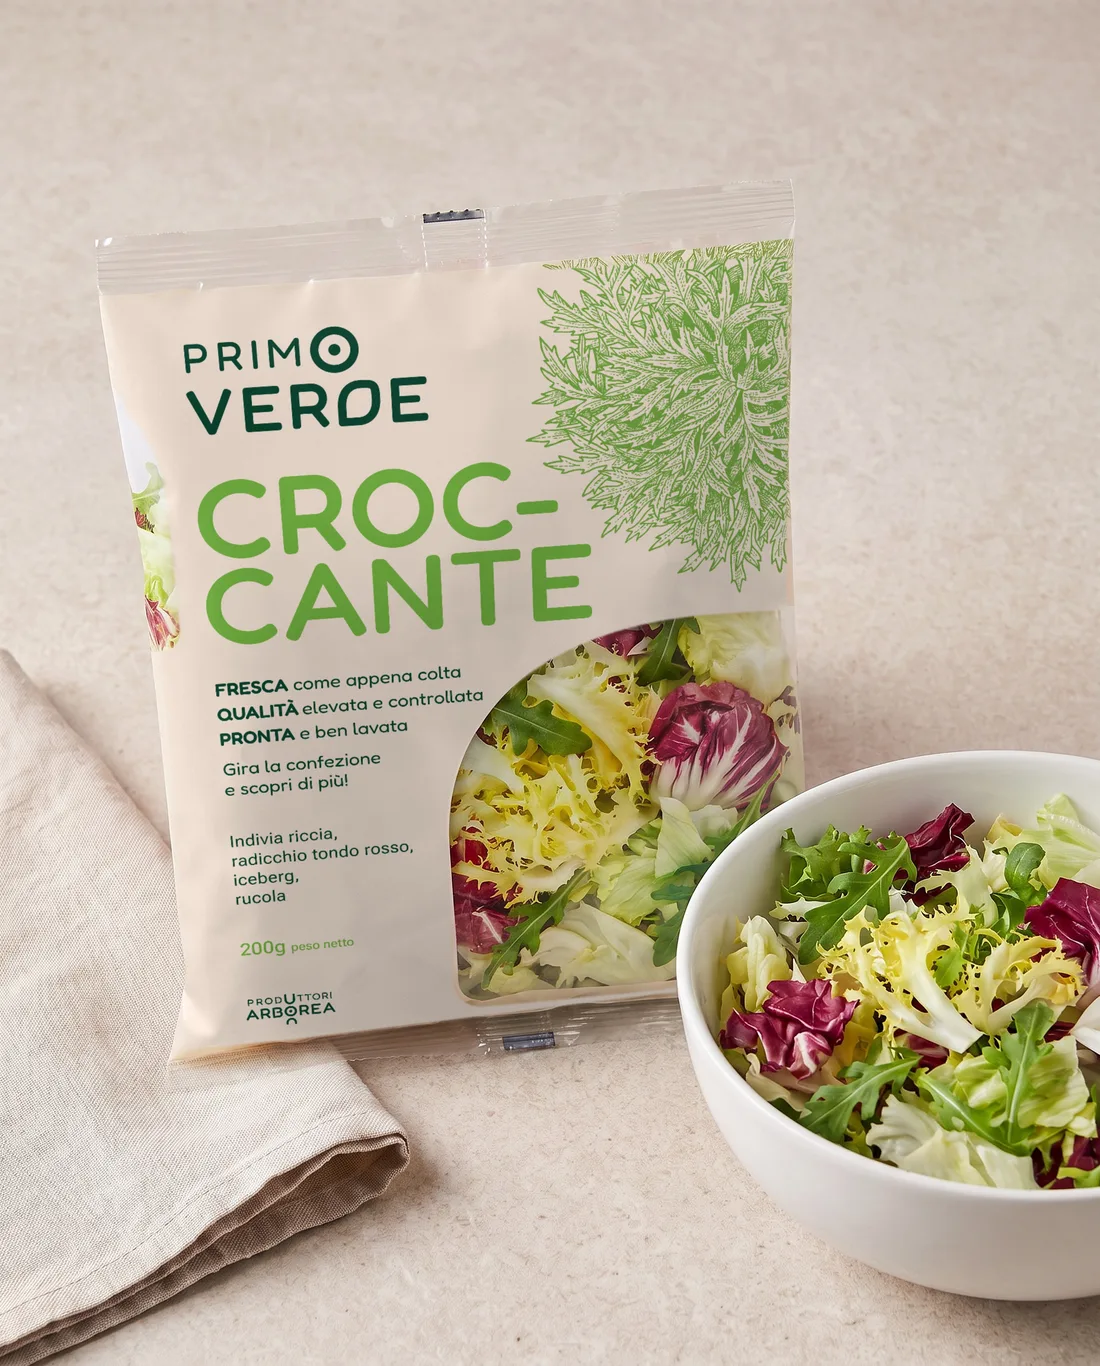 PRIMO
VERDE
CROC-
CANTE
FRESCA come appena colta
QUALITÀ elevata e controllata
PRONTA e ben lavata
Gira la confezione
e scopri di più!
Indivia riccia,
radicchio tondo rosso,
iceberg,
rucola
200g peso netto
PRODUTTORI
ARBOREA